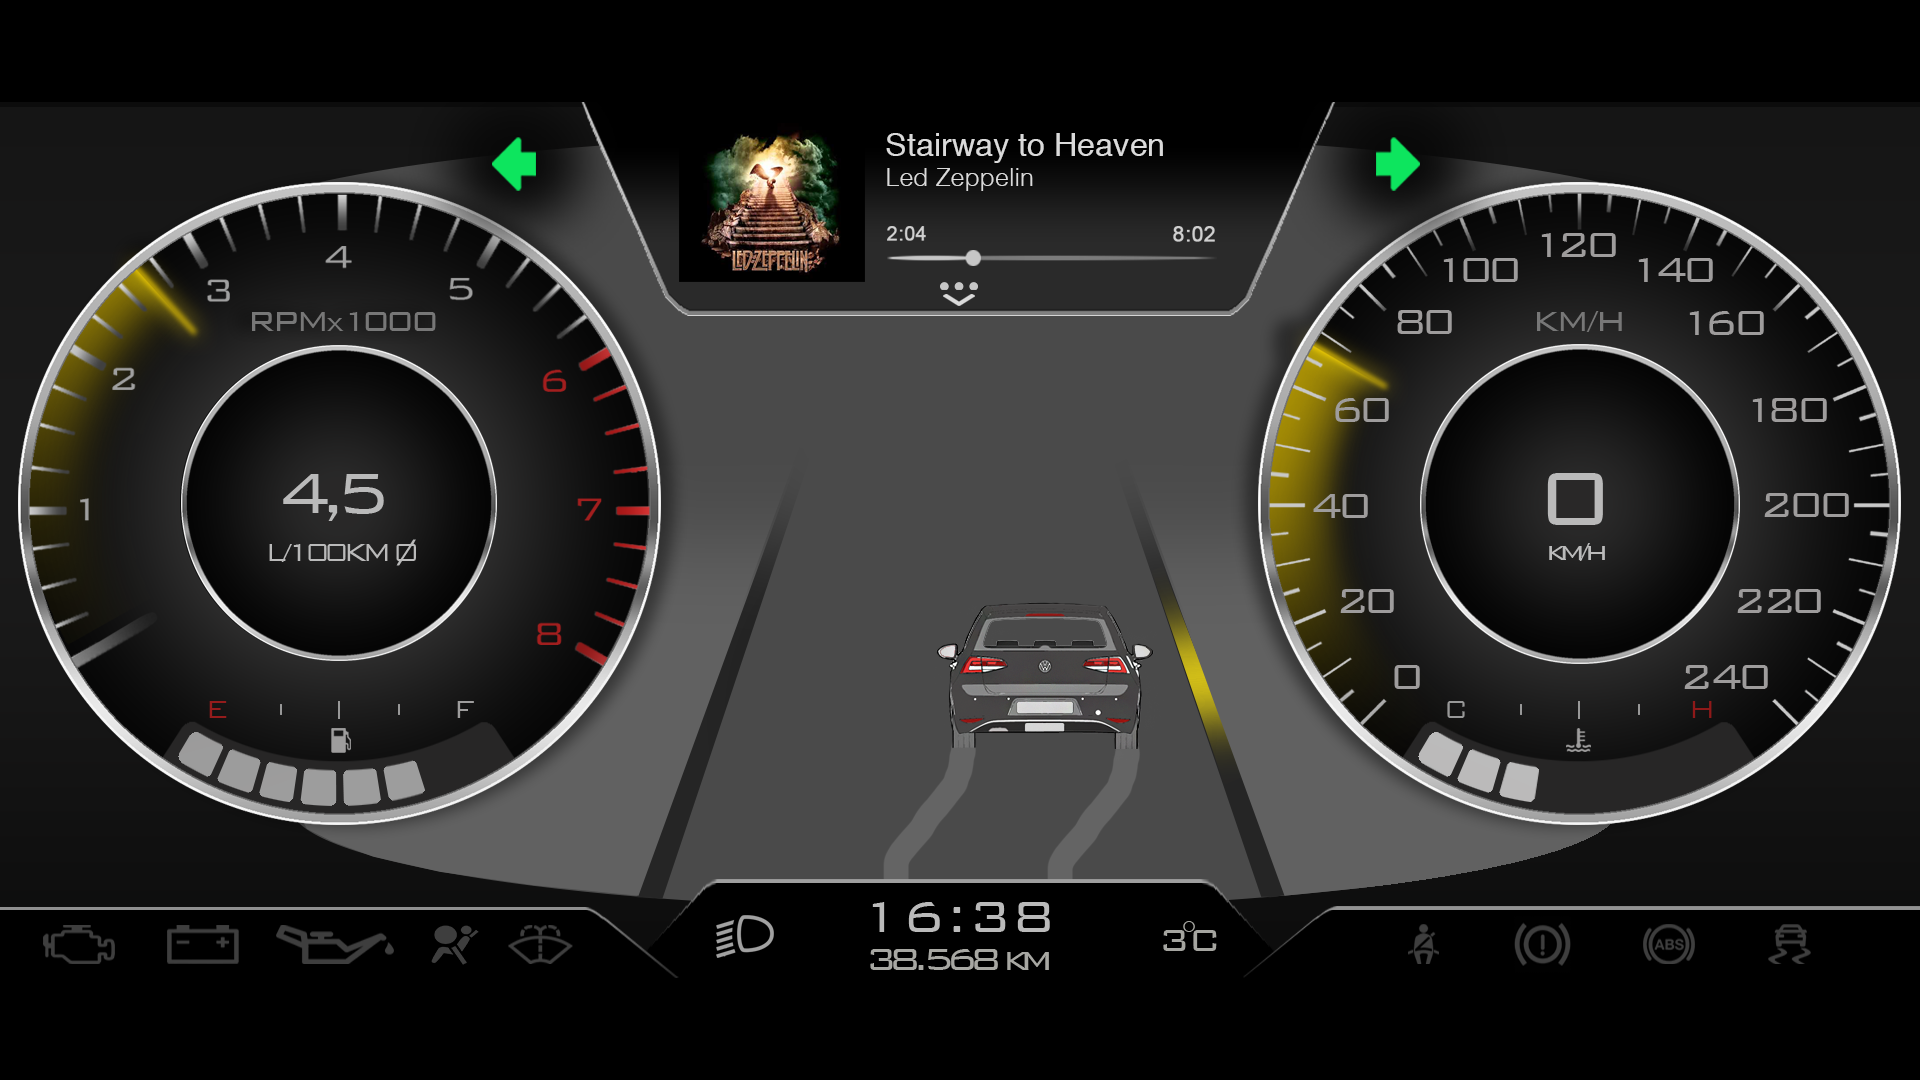 Stairway to Heaven
Led Zeppelin
2:04
8:02
LED-ZEPPELIN
1
2
3
4
5
6
7
8
RPMx1000
4,5
L/100KM Ø
E
F
0
20
40
60
80
100
120
140
160
180
200
220
240
KM/H
0
KM/H
C
H
16:38
38.568 KM
3°C
ABS